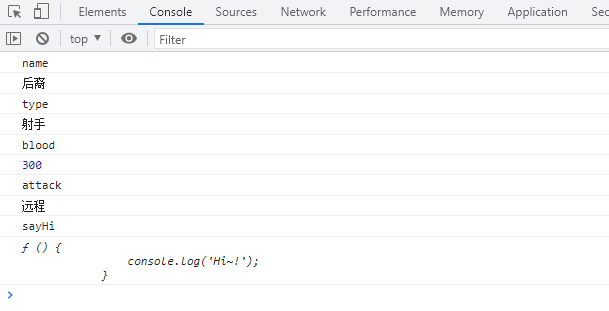 Elements Console Sources Network Performance Memory Application Sec
top ▼ Filter
name
后裔
type
射手
blood
300
attack
远程
sayHi
ƒ () {
console.log('Hi~!');
}
>